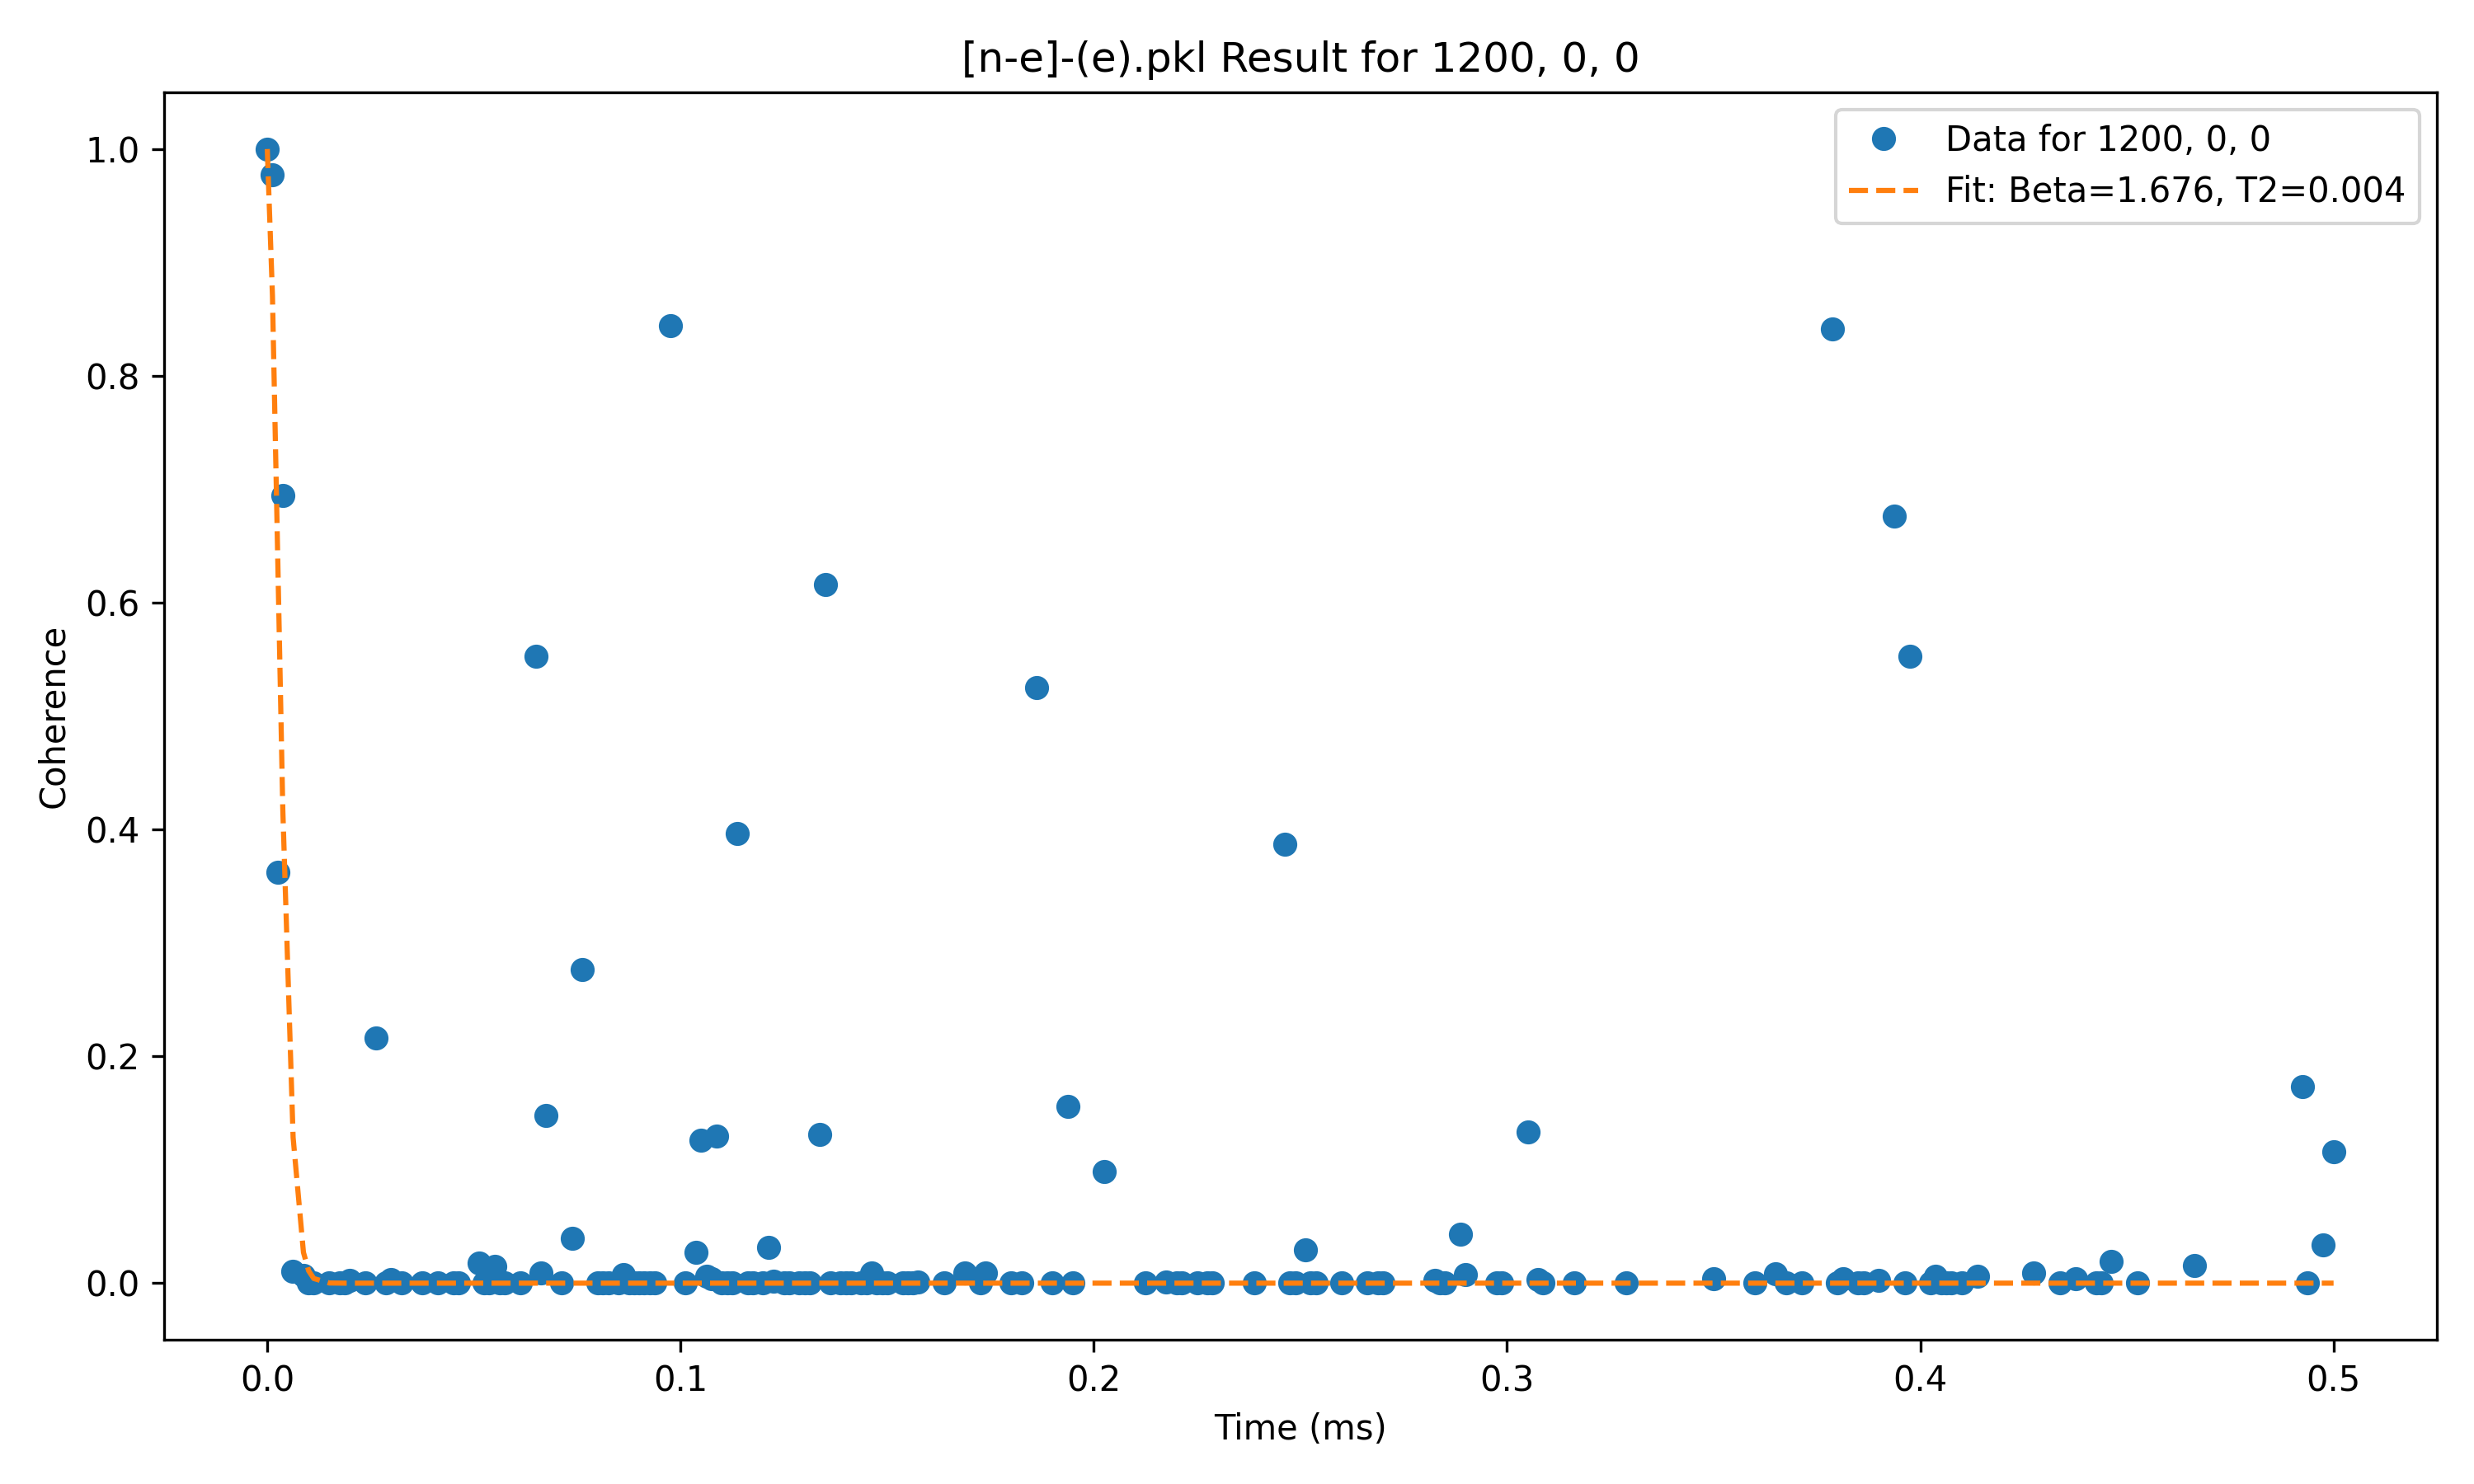 [n-e]-(e).pkl Result for 1200, 0, 0
Data for 1200, 0, 0
Fit: Beta=1.676, T2=0.004
Coherence
1.0
0.8
0.6
0.4
0.2
0.0
0.0 0.1 0.2 0.3 0.4 0.5
Time (ms)